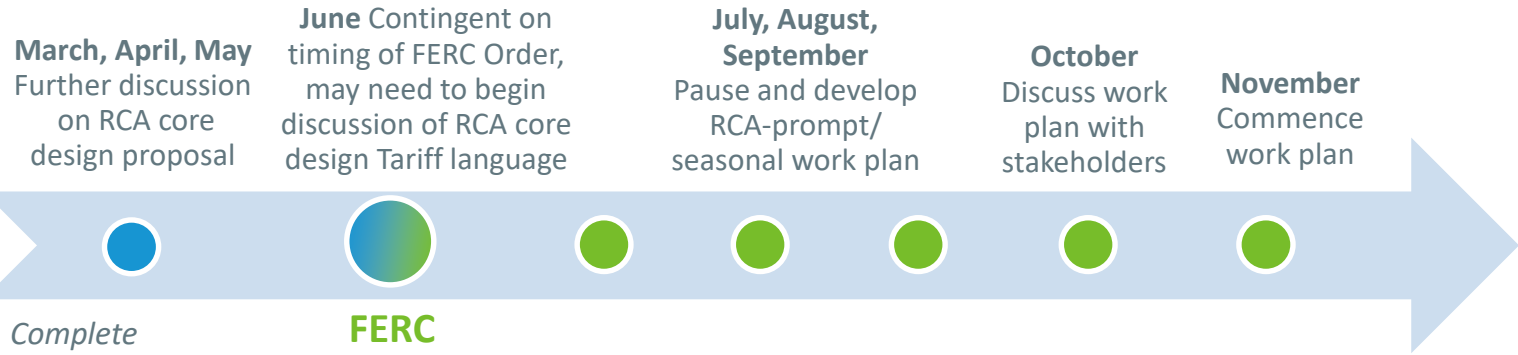 March, April, May
Further discussion
on RCA core
design proposal
June Contingent on
timing of FERC Order,
may need to begin
discussion of RCA core
design Tariff language
July, August,
September
Pause and develop
RCA-prompt/
seasonal work plan
October
Discuss work
plan with
stakeholders
November
Commence
work plan
Complete
FERC